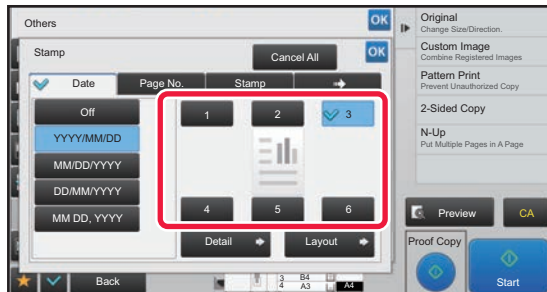 Others
OK
Stamp
Cancel All
OK
Date
Page No.
Stamp
Off
YYYY/MM/DD
MM/DD/YYYY
DD/MM/YYYY
MM DD, YYYY
1
2
3
4
5
6
Detail
Layout
Back
3 B4
4 A3
A4
Original
Change Size/Direction.
Custom Image
Combine Registered Images
Pattern Print
Prevent Unauthorized Copy
2-Sided Copy
N-Up
Put Multiple Pages in A Page
Preview
CA
Proof Copy
Start